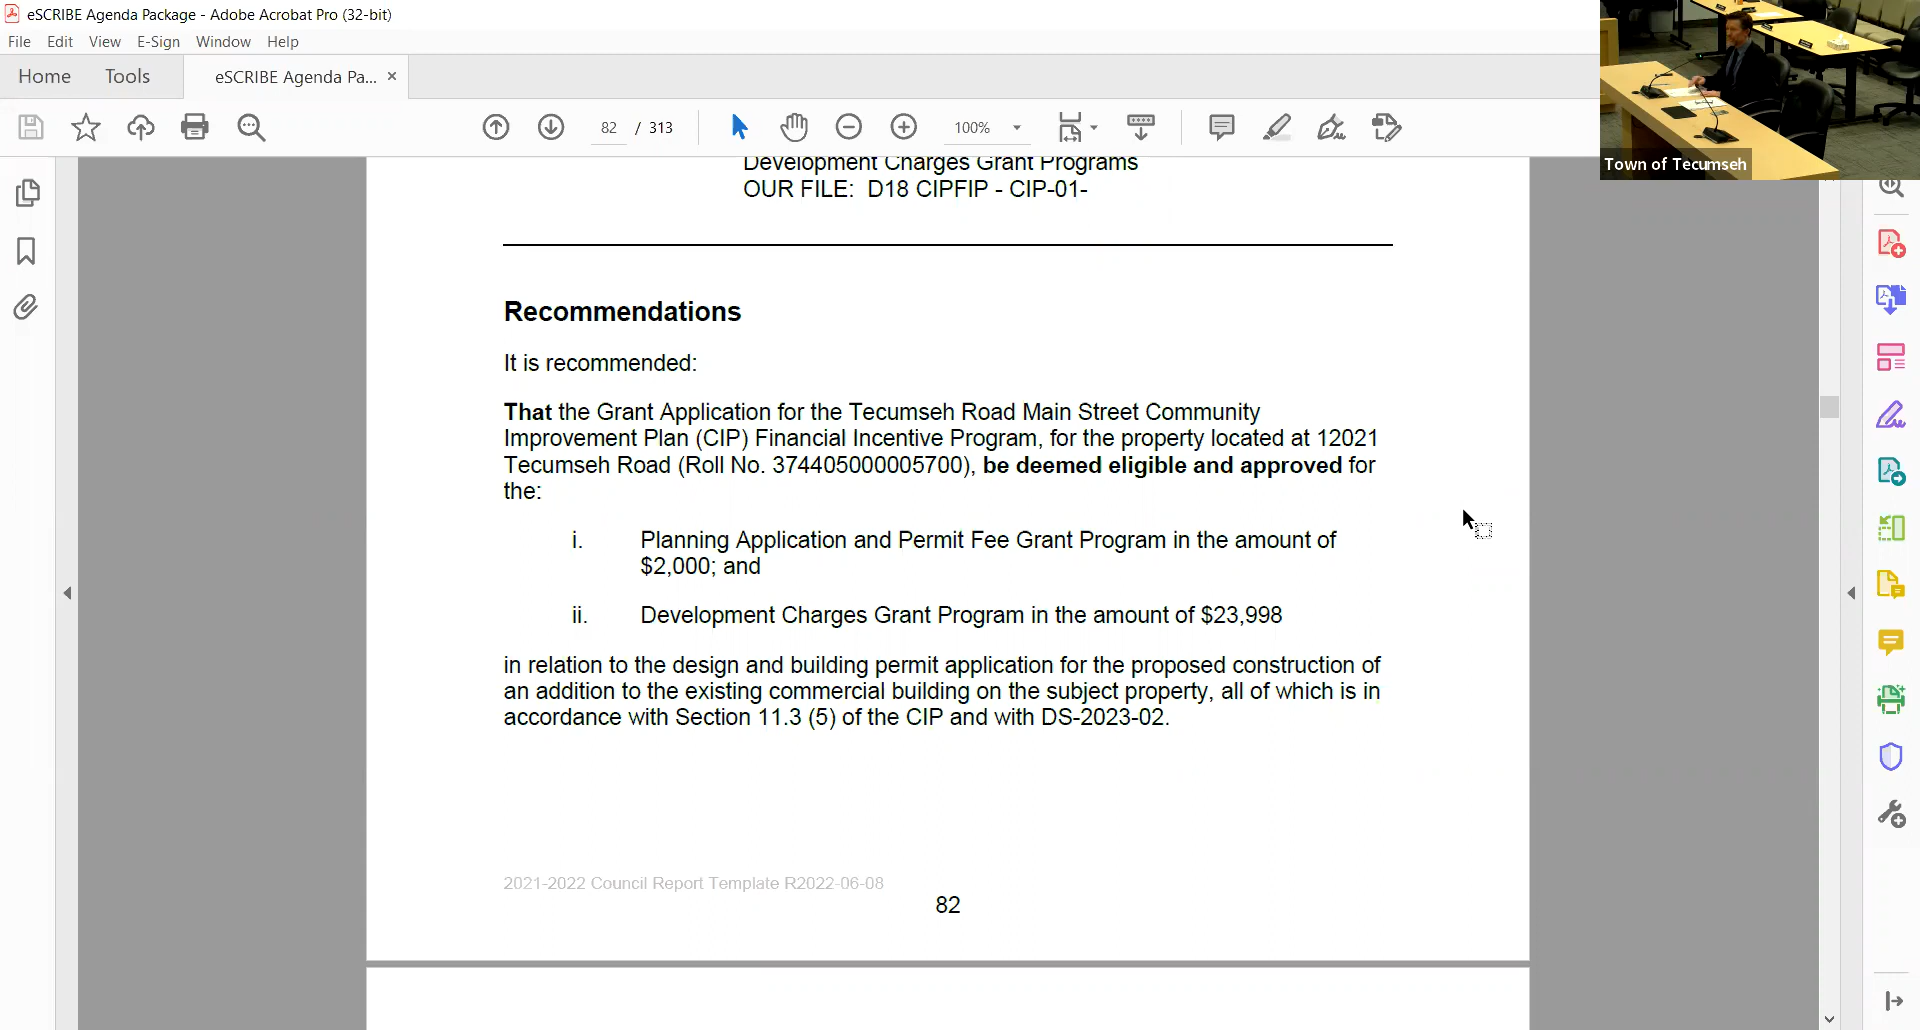 eSCRIBE Agenda Package - Adobe Acrobat Pro (32-bit)
File Edit View E-Sign Window Help
Home Tools eSCRIBE Agenda Pa... ×
82 / 313 100%
Town of Tecumseh
Development Charges Grant Programs
OUR FILE: D18 CIPFIP - CIP-01-
Recommendations
It is recommended:
That the Grant Application for the Tecumseh Road Main Street Community
Improvement Plan (CIP) Financial Incentive Program, for the property located at 12021
Tecumseh Road (Roll No. 374405000005700), be deemed eligible and approved for
the:
i. Planning Application and Permit Fee Grant Program in the amount of
$2,000; and
ii. Development Charges Grant Program in the amount of $23,998
in relation to the design and building permit application for the proposed construction of
an addition to the existing commercial building on the subject property, all of which is in
accordance with Section 11.3 (5) of the CIP and with DS-2023-02.
2021-2022 Council Report Template R2022-06-08
82